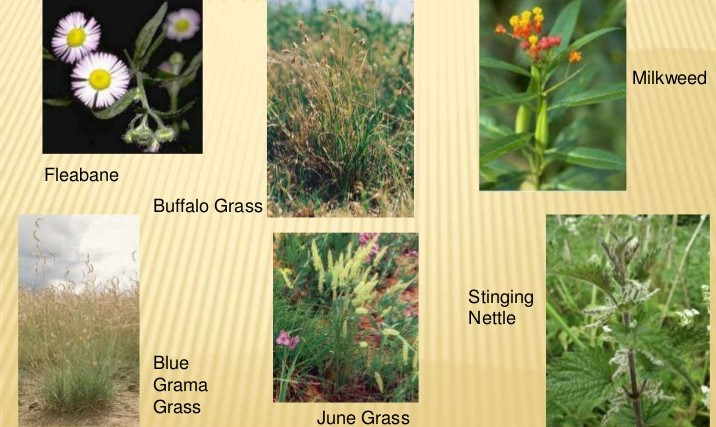 Milkweed
Fleabane
Buffalo Grass
Stinging
Nettle
Blue
Grama
Grass
June Grass